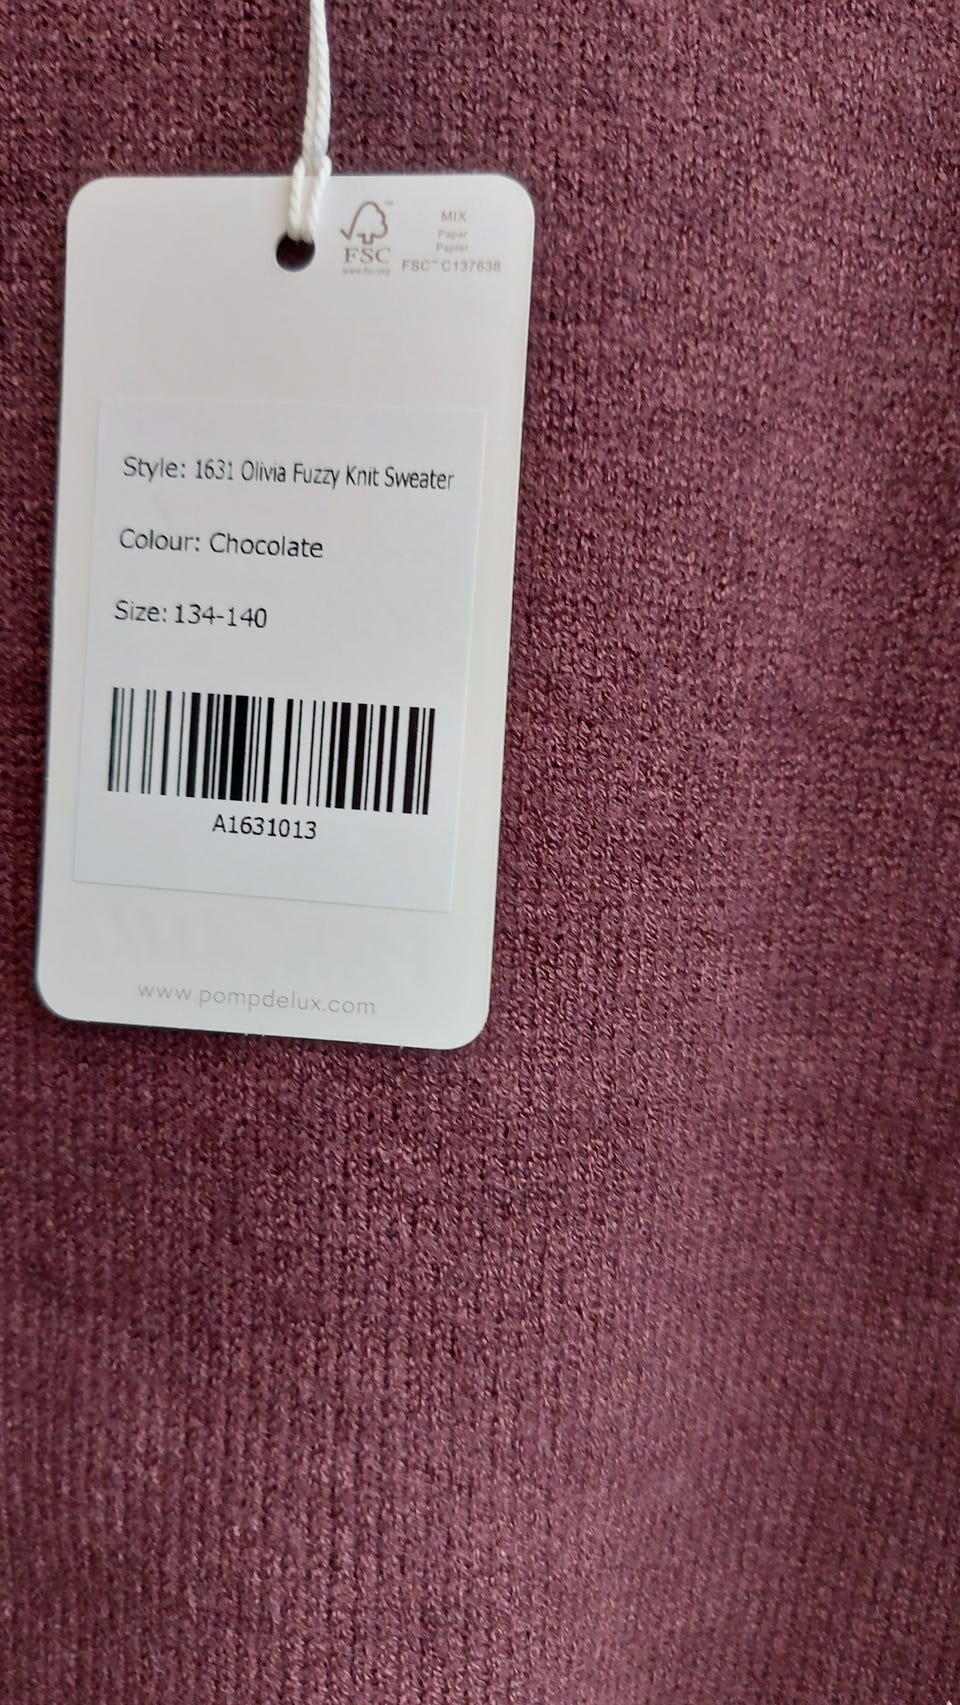 FSC™
www.fsc.org
MIX
Paper
Papier
FSC™ C137638
Style: 1631 Olivia Fuzzy Knit Sweater
Colour: Chocolate
Size: 134-140
A1631013
www.pompdelux.com